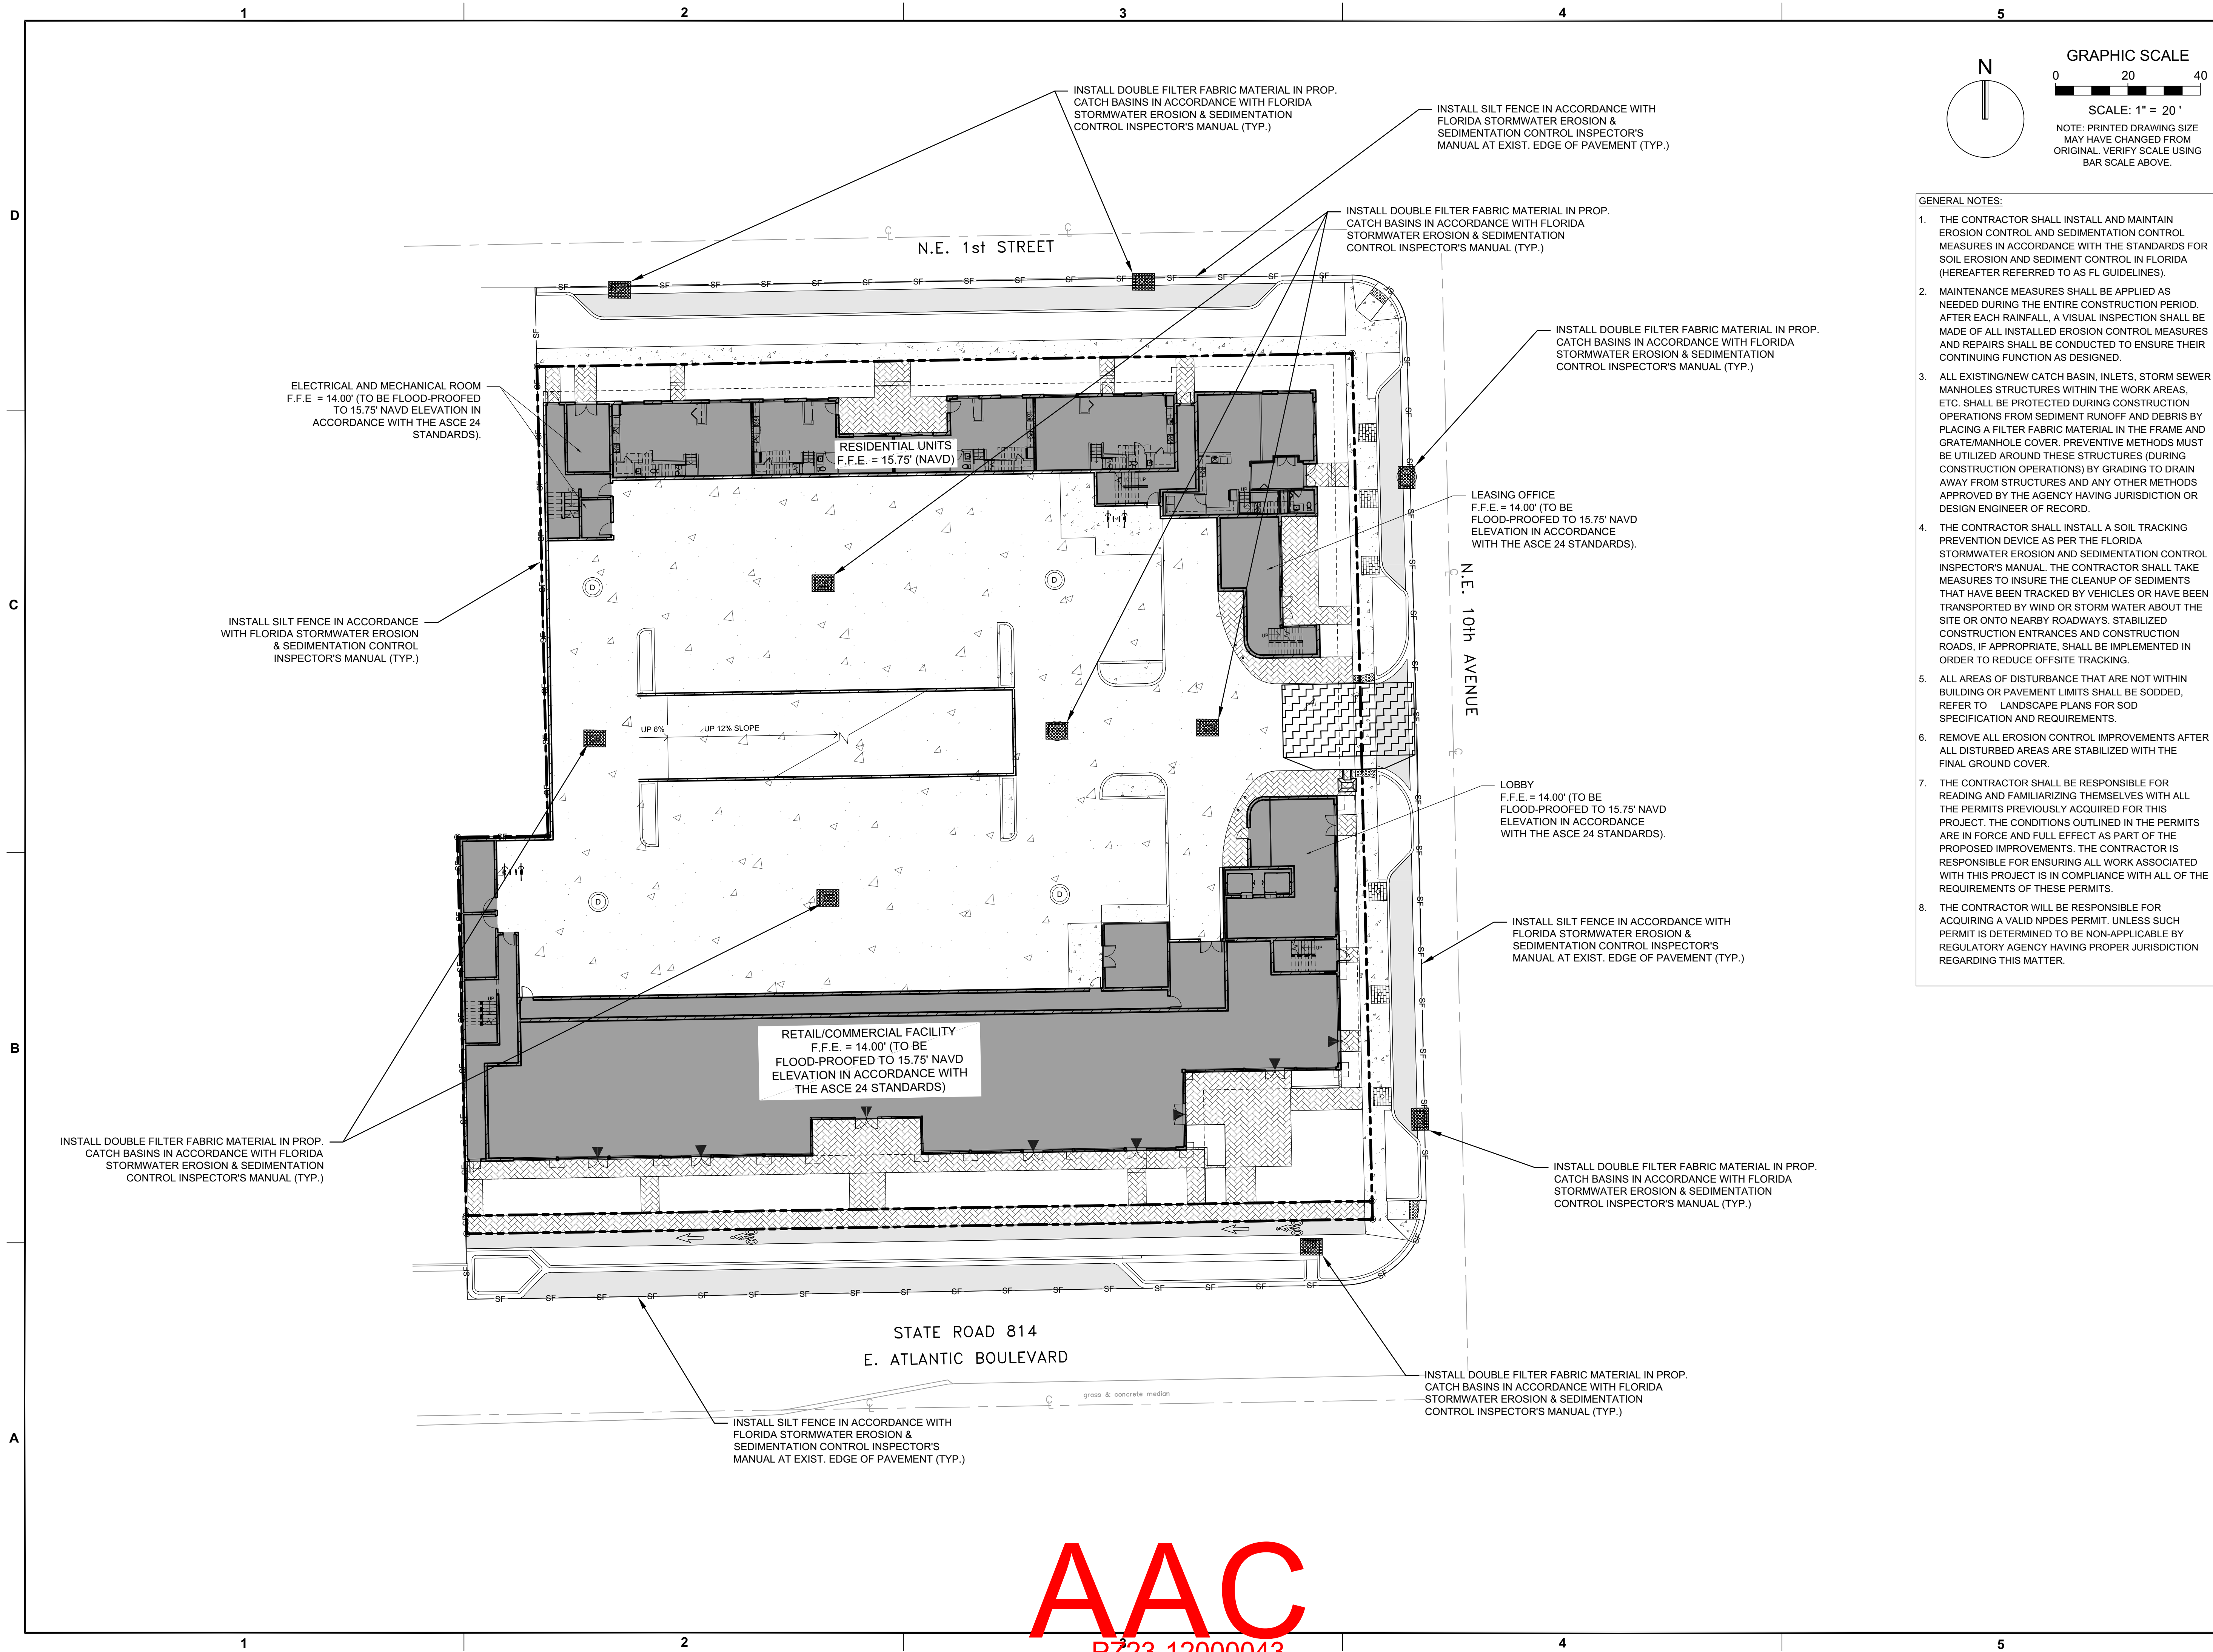 1 2 3 4 5
INSTALL DOUBLE FILTER FABRIC MATERIAL IN PROP.
CATCH BASINS IN ACCORDANCE WITH FLORIDA
STORMWATER EROSION & SEDIMENTATION
CONTROL INSPECTOR'S MANUAL (TYP.)
INSTALL SILT FENCE IN ACCORDANCE WITH
FLORIDA STORMWATER EROSION &
SEDIMENTATION CONTROL INSPECTOR'S
MANUAL AT EXIST. EDGE OF PAVEMENT (TYP.)
N
GRAPHIC SCALE
0 20 40
SCALE: 1" = 20 '
NOTE: PRINTED DRAWING SIZE
MAY HAVE CHANGED FROM
ORIGINAL. VERIFY SCALE USING
BAR SCALE ABOVE.
D
INSTALL DOUBLE FILTER FABRIC MATERIAL IN PROP.
CATCH BASINS IN ACCORDANCE WITH FLORIDA
STORMWATER EROSION & SEDIMENTATION
CONTROL INSPECTOR'S MANUAL (TYP.)
N.E. 1st STREET
INSTALL DOUBLE FILTER FABRIC MATERIAL IN PROP.
CATCH BASINS IN ACCORDANCE WITH FLORIDA
STORMWATER EROSION & SEDIMENTATION
CONTROL INSPECTOR'S MANUAL (TYP.)
ELECTRICAL AND MECHANICAL ROOM
F.F.E = 14.00' (TO BE FLOOD-PROOFED
TO 15.75' NAVD ELEVATION IN
ACCORDANCE WITH THE ASCE 24
STANDARDS).
RESIDENTIAL UNITS
F.F.E. = 15.75' (NAVD)
LEASING OFFICE
F.F.E. = 14.00' (TO BE
FLOOD-PROOFED TO 15.75' NAVD
ELEVATION IN ACCORDANCE
WITH THE ASCE 24 STANDARDS).
C
INSTALL SILT FENCE IN ACCORDANCE
WITH FLORIDA STORMWATER EROSION
& SEDIMENTATION CONTROL
INSPECTOR'S MANUAL (TYP.)
N.E. 10th AVENUE
D
D
UP 6% UP 12% SLOPE
LOBBY
F.F.E. = 14.00' (TO BE
FLOOD-PROOFED TO 15.75' NAVD
ELEVATION IN ACCORDANCE
WITH THE ASCE 24 STANDARDS).
D
D
INSTALL SILT FENCE IN ACCORDANCE WITH
FLORIDA STORMWATER EROSION &
SEDIMENTATION CONTROL INSPECTOR'S
MANUAL AT EXIST. EDGE OF PAVEMENT (TYP.)
B
RETAIL/COMMERCIAL FACILITY
F.F.E. = 14.00' (TO BE
FLOOD-PROOFED TO 15.75' NAVD
ELEVATION IN ACCORDANCE WITH
THE ASCE 24 STANDARDS)
INSTALL DOUBLE FILTER FABRIC MATERIAL IN PROP.
CATCH BASINS IN ACCORDANCE WITH FLORIDA
STORMWATER EROSION & SEDIMENTATION
CONTROL INSPECTOR'S MANUAL (TYP.)
INSTALL DOUBLE FILTER FABRIC MATERIAL IN PROP.
CATCH BASINS IN ACCORDANCE WITH FLORIDA
STORMWATER EROSION & SEDIMENTATION
CONTROL INSPECTOR'S MANUAL (TYP.)
SF SF SF SF SF SF SF SF SF SF SF SF SF SF SF SF SF
STATE ROAD 814
E. ATLANTIC BOULEVARD
grass & concrete median
INSTALL DOUBLE FILTER FABRIC MATERIAL IN PROP.
CATCH BASINS IN ACCORDANCE WITH FLORIDA
STORMWATER EROSION & SEDIMENTATION
CONTROL INSPECTOR'S MANUAL (TYP.)
A
INSTALL SILT FENCE IN ACCORDANCE WITH
FLORIDA STORMWATER EROSION &
SEDIMENTATION CONTROL INSPECTOR'S
MANUAL AT EXIST. EDGE OF PAVEMENT (TYP.)
GENERAL NOTES:
1. THE CONTRACTOR SHALL INSTALL AND MAINTAIN
EROSION CONTROL AND SEDIMENTATION CONTROL
MEASURES IN ACCORDANCE WITH THE STANDARDS FOR
SOIL EROSION AND SEDIMENT CONTROL IN FLORIDA
(HEREAFTER REFERRED TO AS FL GUIDELINES).
2. MAINTENANCE MEASURES SHALL BE APPLIED AS
NEEDED DURING THE ENTIRE CONSTRUCTION PERIOD.
AFTER EACH RAINFALL, A VISUAL INSPECTION SHALL BE
MADE OF ALL INSTALLED EROSION CONTROL MEASURES
AND REPAIRS SHALL BE CONDUCTED TO ENSURE THEIR
CONTINUING FUNCTION AS DESIGNED.
3. ALL EXISTING/NEW CATCH BASIN, INLETS, STORM SEWER
MANHOLES STRUCTURES WITHIN THE WORK AREAS,
ETC. SHALL BE PROTECTED DURING CONSTRUCTION
OPERATIONS FROM SEDIMENT RUNOFF AND DEBRIS BY
PLACING A FILTER FABRIC MATERIAL IN THE FRAME AND
GRATE/MANHOLE COVER. PREVENTIVE METHODS MUST
BE UTILIZED AROUND THESE STRUCTURES (DURING
CONSTRUCTION OPERATIONS) BY GRADING TO DRAIN
AWAY FROM STRUCTURES AND ANY OTHER METHODS
APPROVED BY THE AGENCY HAVING JURISDICTION OR
DESIGN ENGINEER OF RECORD.
4. THE CONTRACTOR SHALL INSTALL A SOIL TRACKING
PREVENTION DEVICE AS PER THE FLORIDA
STORMWATER EROSION AND SEDIMENTATION CONTROL
INSPECTOR'S MANUAL. THE CONTRACTOR SHALL TAKE
MEASURES TO INSURE THE CLEANUP OF SEDIMENTS
THAT HAVE BEEN TRACKED BY VEHICLES OR HAVE BEEN
TRANSPORTED BY WIND OR STORM WATER ABOUT THE
SITE OR ONTO NEARBY ROADWAYS. STABILIZED
CONSTRUCTION ENTRANCES AND CONSTRUCTION
ROADS, IF APPROPRIATE, SHALL BE IMPLEMENTED IN
ORDER TO REDUCE OFFSITE TRACKING.
5. ALL AREAS OF DISTURBANCE THAT ARE NOT WITHIN
BUILDING OR PAVEMENT LIMITS SHALL BE SODDED,
REFER TO LANDSCAPE PLANS FOR SOD
SPECIFICATION AND REQUIREMENTS.
6. REMOVE ALL EROSION CONTROL IMPROVEMENTS AFTER
ALL DISTURBED AREAS ARE STABILIZED WITH THE
FINAL GROUND COVER.
7. THE CONTRACTOR SHALL BE RESPONSIBLE FOR
READING AND FAMILIARIZING THEMSELVES WITH ALL
THE PERMITS PREVIOUSLY ACQUIRED FOR THIS
PROJECT. THE CONDITIONS OUTLINED IN THE PERMITS
ARE IN FORCE AND FULL EFFECT AS PART OF THE
PROPOSED IMPROVEMENTS. THE CONTRACTOR IS
RESPONSIBLE FOR ENSURING ALL WORK ASSOCIATED
WITH THIS PROJECT IS IN COMPLIANCE WITH ALL OF THE
REQUIREMENTS OF THESE PERMITS.
8. THE CONTRACTOR WILL BE RESPONSIBLE FOR
ACQUIRING A VALID NPDES PERMIT. UNLESS SUCH
PERMIT IS DETERMINED TO BE NON-APPLICABLE BY
REGULATORY AGENCY HAVING PROPER JURISDICTION
REGARDING THIS MATTER.
AAC
PZ23-12000043
1 2 3 4 5